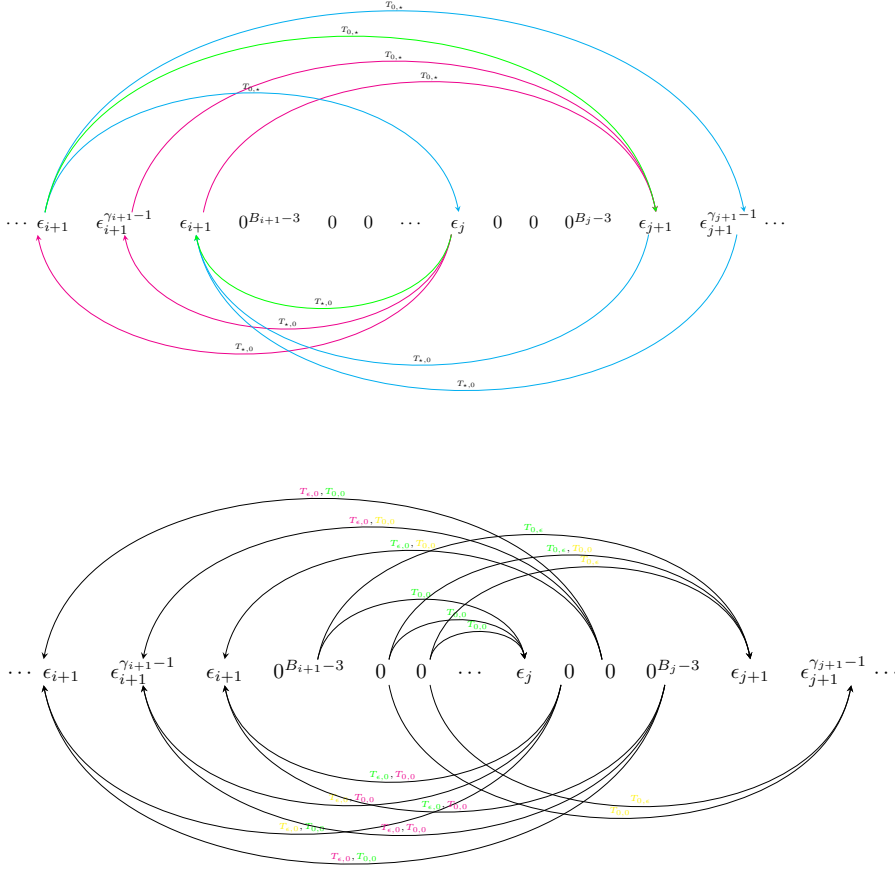 T_{0,⋆}
T_{0,⋆}
T_{0,⋆}
T_{0,⋆}
T_{0,⋆}
⋯ ϵ_{i+1} ϵ_{i+1}^{γ_{i+1}−1} ϵ_{i+1} 0^{B_{i+1}−3} 0 0 ⋯ ϵ_j 0 0 0^{B_j−3} ϵ_{j+1} ϵ_{j+1}^{γ_{j+1}−1} ⋯
T_{⋆,0}
T_{⋆,0}
T_{⋆,0}
T_{⋆,0}
T_{⋆,0}
T_{ϵ,0}, T_{0,0}
T_{ϵ,0}, T_{0,0} T_{0,ϵ}
T_{ϵ,0}, T_{0,0} T_{0,ϵ}, T_{0,0}
T_{0,ϵ}
T_{0,0}
T_{0,0}
T_{0,0}
⋯ ϵ_{i+1} ϵ_{i+1}^{γ_{i+1}−1} ϵ_{i+1} 0^{B_{i+1}−3} 0 0 ⋯ ϵ_j 0 0 0^{B_j−3} ϵ_{j+1} ϵ_{j+1}^{γ_{j+1}−1} ⋯
T_{ϵ,0}, T_{0,0}
T_{ϵ,0}, T_{0,0} T_{0,ϵ}
T_{ϵ,0}, T_{0,0} T_{0,0}
T_{ϵ,0}, T_{0,0} T_{ϵ,0}, T_{0,0}
T_{ϵ,0}, T_{0,0}